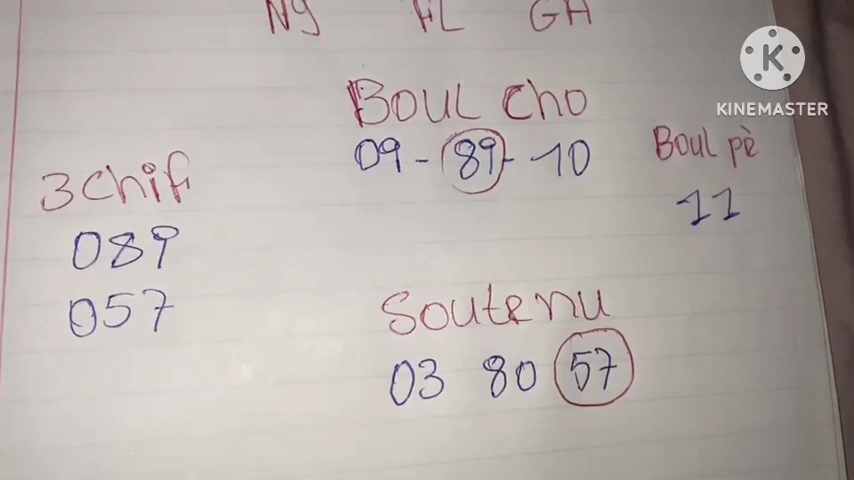 NY FL GA
KINEMASTER
Boul cho
09 - 89 - 10
Boul pè
11
3chif
089
057
Soutenu
03 80 57